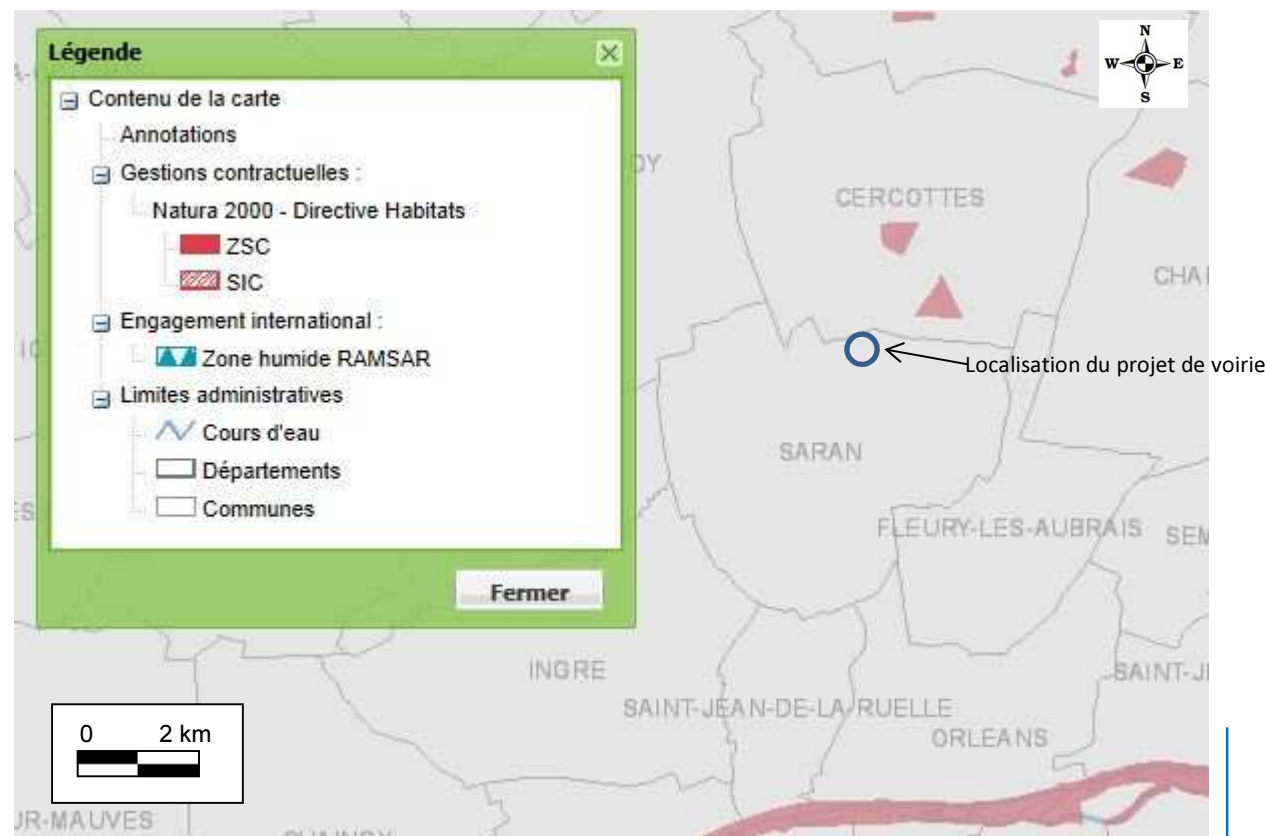 Légende
Contenu de la carte
Annotations
Gestions contractuelles :
Natura 2000 - Directive Habitats
ZSC
SIC
Engagement international :
Zone humide RAMSAR
Limites administratives
Cours d'eau
Départements
Communes
Fermer
N
W E
S
CERCOTTES
CHA
Localisation du projet de voirie
SARAN
FLEURY-LES-AUBRAIS
SEM
INGRE
SAINT-J
SAINT-JEAN-DE-LA-RUELLE
ORLEANS
0 2 km
UR-MAUVES